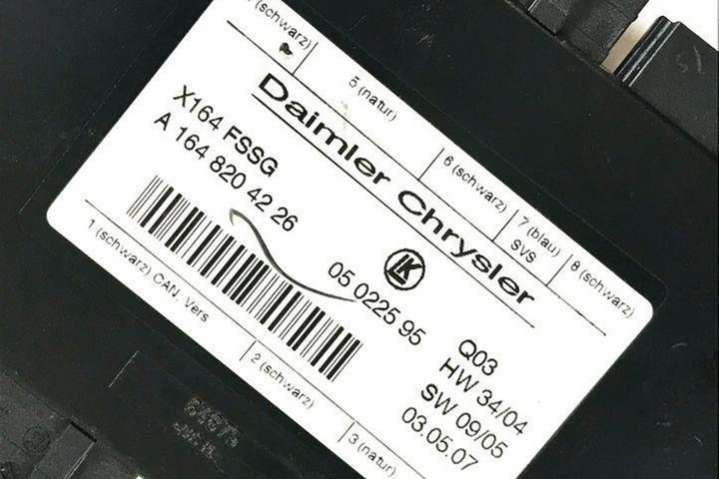 (schwarz)
5 (natur)
6 (schwarz)
7 (blau)
SVS
8 (schwarz)
Daimler Chrysler
X164 FSSG
A 164 820 42 26
LK
05 0225 95
Q03
HW 34/04
SW 09/05
03.05.07
1 (schwarz) CAN, Vers
2 (schwarz)
3 (natur)